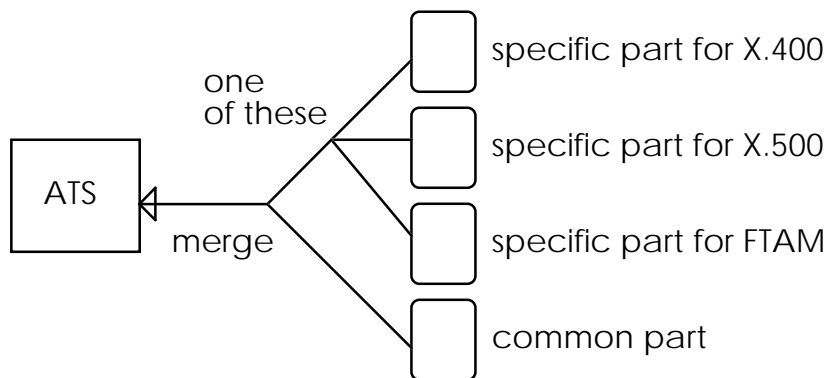 specific part for X.400
one
of these
specific part for X.500
ATS
merge
specific part for FTAM
common part